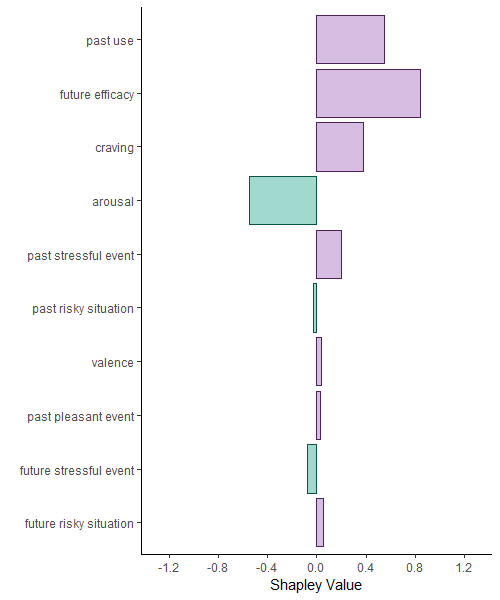 past use
future efficacy
craving
arousal
past stressful event
past risky situation
valence
past pleasant event
future stressful event
future risky situation
-1.2 -0.8 -0.4 0.0 0.4 0.8 1.2
Shapley Value